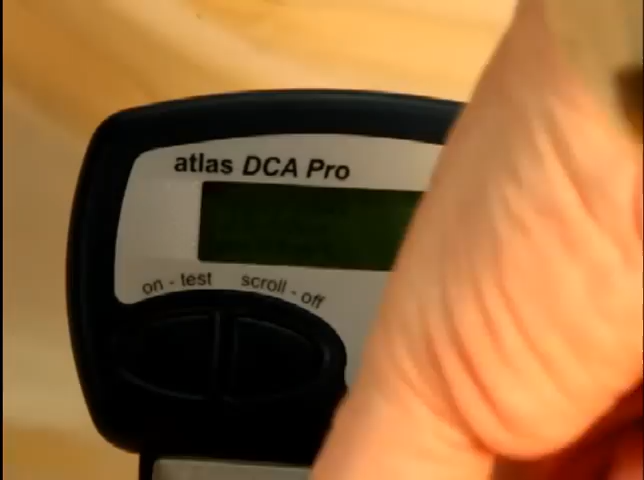 atlas DCA Pro
on - test scroll - off